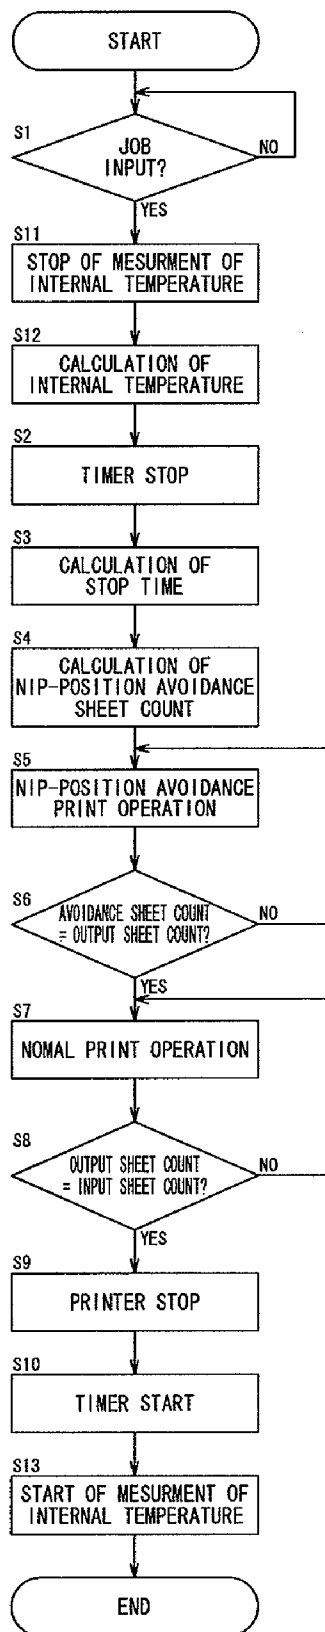 START
S1
JOB
INPUT?
NO
YES
S11
STOP OF MESURMENT OF
INTERNAL TEMPERATURE
S12
CALCULATION OF
INTERNAL TEMPERATURE
S2
TIMER STOP
S3
CALCULATION OF
STOP TIME
S4
CALCULATION OF
NIP-POSITION AVOIDANCE
SHEET COUNT
S5
NIP-POSITION AVOIDANCE
PRINT OPERATION
S6
AVOIDANCE SHEET COUNT
= OUTPUT SHEET COUNT?
NO
YES
S7
NOMAL PRINT OPERATION
S8
OUTPUT SHEET COUNT
= INPUT SHEET COUNT?
NO
YES
S9
PRINTER STOP
S10
TIMER START
S13
START OF MESURMENT OF
INTERNAL TEMPERATURE
END